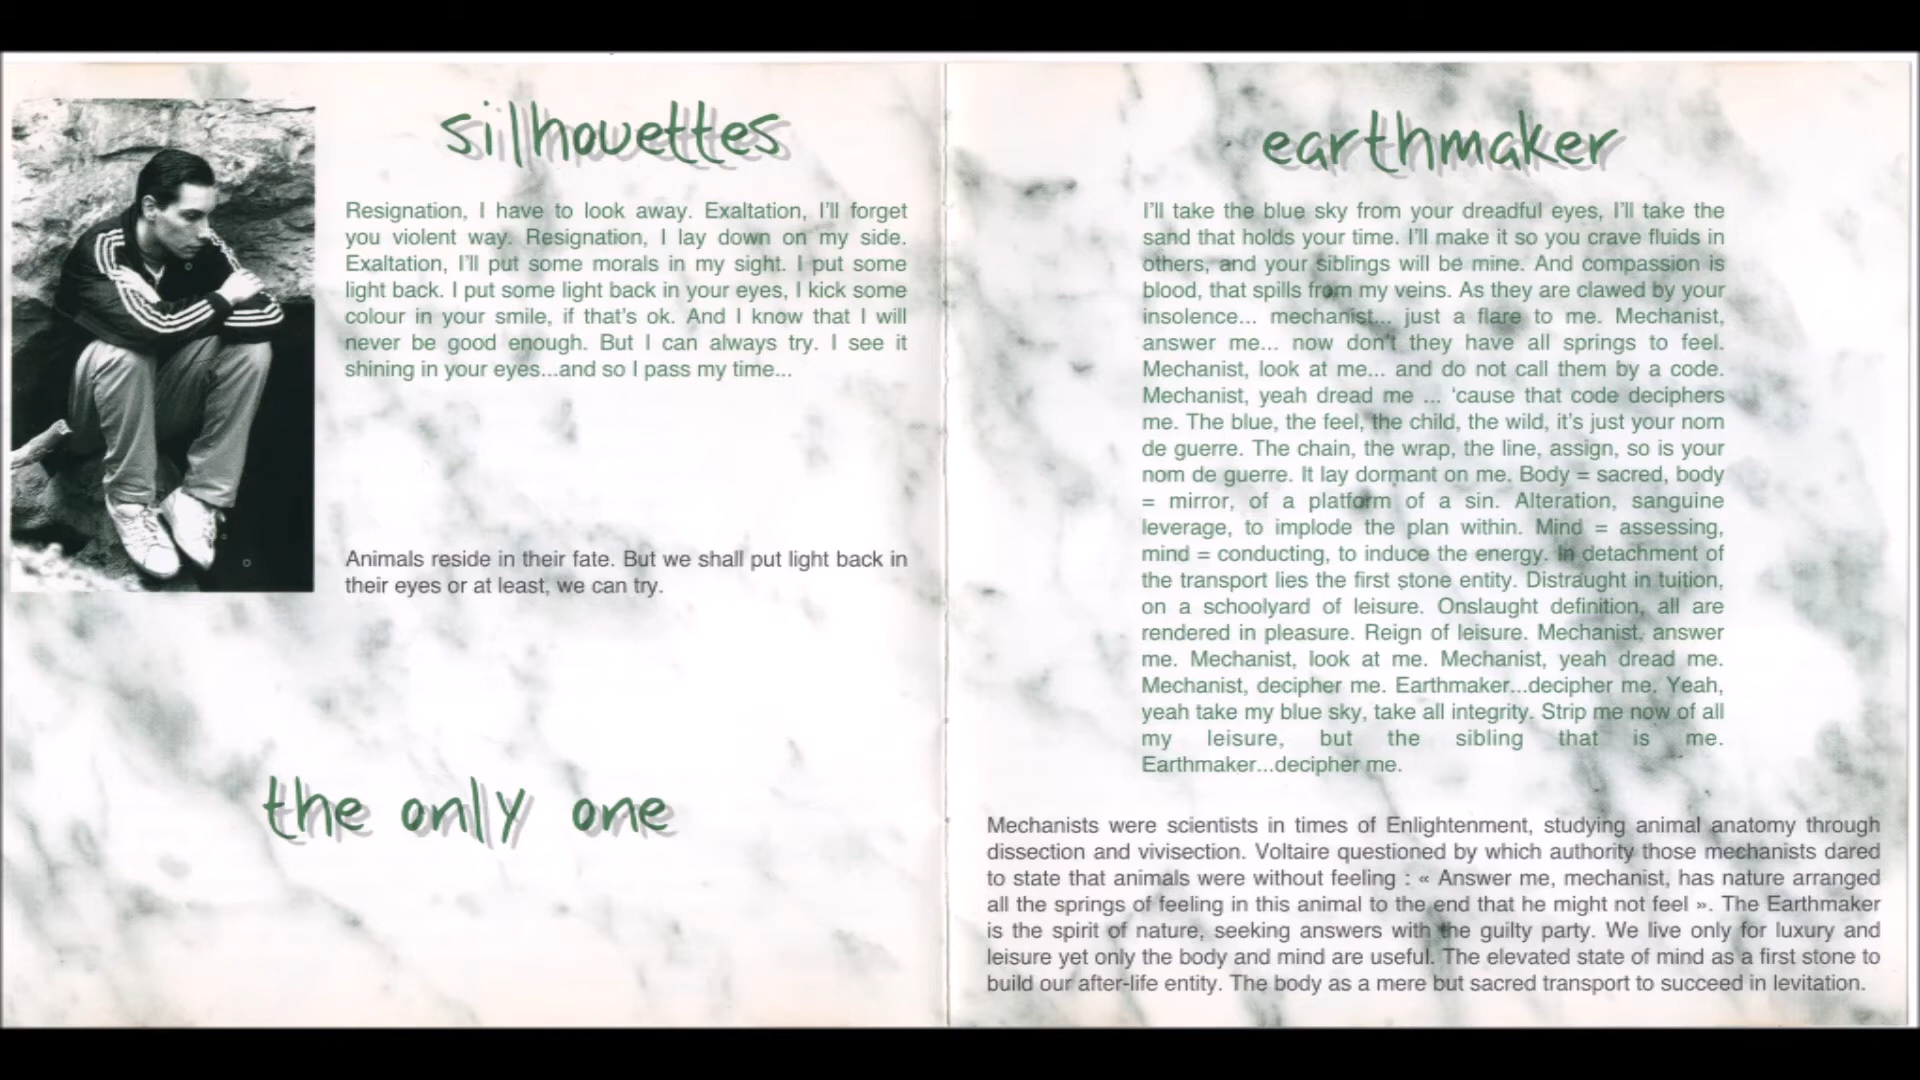 silhouettes
Resignation, I have to look away. Exaltation, I'll forget
you violent way. Resignation, I lay down on my side.
Exaltation, I'll put some morals in my sight. I put some
light back. I put some light back in your eyes, I kick some
colour in your smile, if that's ok. And I know that I will
never be good enough. But I can always try. I see it
shining in your eyes...and so I pass my time...
Animals reside in their fate. But we shall put light back in
their eyes or at least, we can try.
the only one
earthmaker
I'll take the blue sky from your dreadful eyes, I'll take the
sand that holds your time. I'll make it so you crave fluids in
others, and your siblings will be mine. And compassion is
blood, that spills from my veins. As they are clawed by your
insolence... mechanist... just a flare to me. Mechanist,
answer me... now don't they have all springs to feel.
Mechanist, look at me... and do not call them by a code.
Mechanist, yeah dread me ... 'cause that code deciphers
me. The blue, the feel, the child, the wild, it's just your nom
de guerre. The chain, the wrap, the line, assign, so is your
nom de guerre. It lay dormant on me. Body = sacred, body
= mirror, of a platform of a sin. Alteration, sanguine
leverage, to implode the plan within. Mind = assessing,
mind = conducting, to induce the energy. In detachment of
the transport lies the first stone entity. Distraught in tuition,
on a schoolyard of leisure. Onslaught definition, all are
rendered in pleasure. Reign of leisure. Mechanist, answer
me. Mechanist, look at me. Mechanist, yeah dread me.
Mechanist, decipher me. Earthmaker...decipher me. Yeah,
yeah take my blue sky, take all integrity. Strip me now of all
my leisure, but the sibling that is me.
Earthmaker...decipher me.
Mechanists were scientists in times of Enlightenment, studying animal anatomy through
dissection and vivisection. Voltaire questioned by which authority those mechanists dared
to state that animals were without feeling : « Answer me, mechanist, has nature arranged
all the springs of feeling in this animal to the end that he might not feel ». The Earthmaker
is the spirit of nature, seeking answers with the guilty party. We live only for luxury and
leisure yet only the body and mind are useful. The elevated state of mind as a first stone to
build our after-life entity. The body as a mere but sacred transport to succeed in levitation.